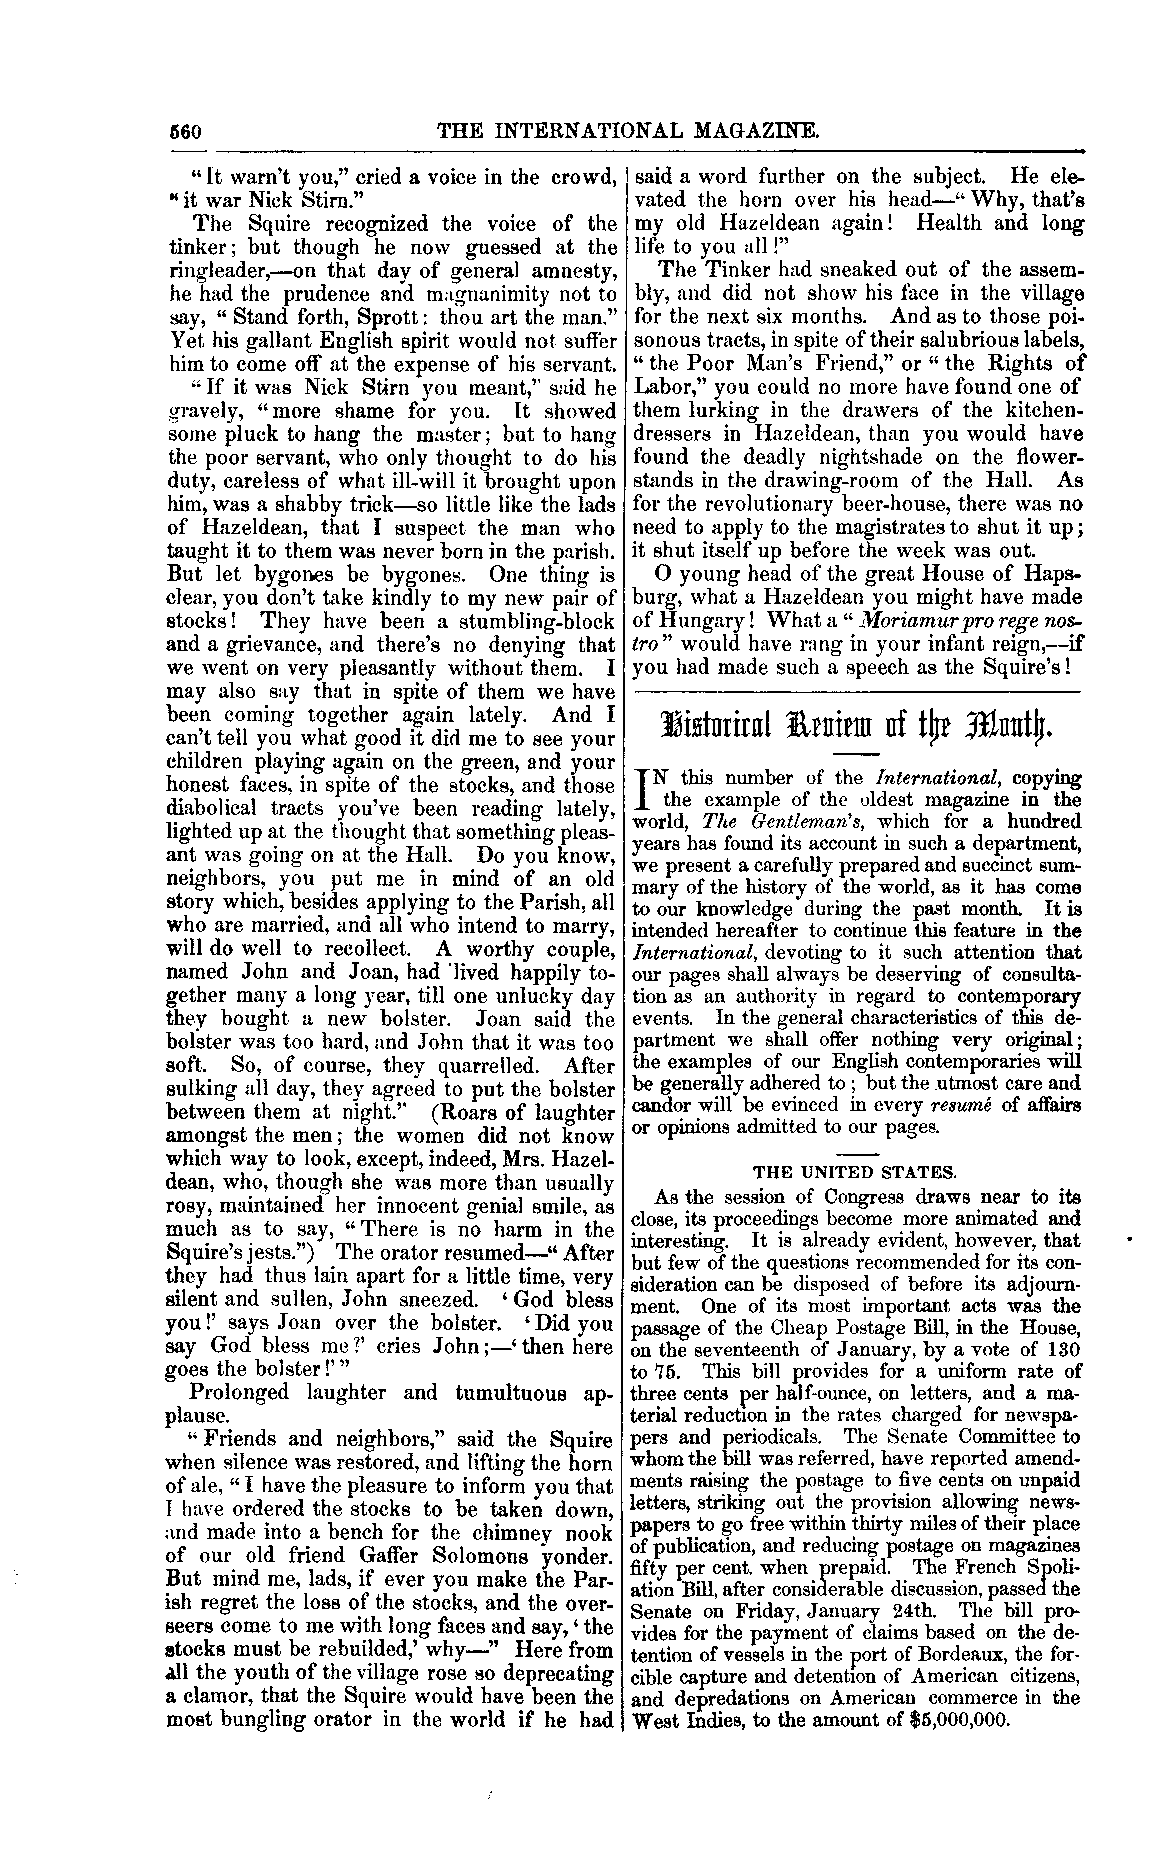 560 THE INTERNATIONAL MAGAZINE.
"It warn't you," cried a voice in the crowd,
"it war Nick Stirn."
The Squire recognized the voice of the
tinker; but though he now guessed at the
ringleader,—on that day of general amnesty,
he had the prudence and magnanimity not to
say, "Stand forth, Sprott: thou art the man."
Yet his gallant English spirit would not suffer
him to come off at the expense of his servant.
"If it was Nick Stirn you meant," said he
gravely, "more shame for you. It showed
some pluck to hang the master; but to hang
the poor servant, who only thought to do his
duty, careless of what ill-will it brought upon
him, was a shabby trick—so little like the lads
of Hazeldean, that I suspect the man who
taught it to them was never born in the parish.
But let bygones be bygones. One thing is
clear, you don't take kindly to my new pair of
stocks! They have been a stumbling-block
and a grievance, and there's no denying that
we went on very pleasantly without them. I
may also say that in spite of them we have
been coming together again lately. And I
can't tell you what good it did me to see your
children playing again on the green, and your
honest faces, in spite of the stocks, and those
diabolical tracts you've been reading lately,
lighted up at the thought that something pleas-
ant was going on at the Hall. Do you know,
neighbors, you put me in mind of an old
story which, besides applying to the Parish, all
who are married, and all who intend to marry,
will do well to recollect. A worthy couple,
named John and Joan, had lived happily to-
gether many a long year, till one unlucky day
they bought a new bolster. Joan said the
bolster was too hard, and John that it was too
soft. So, of course, they quarrelled. After
sulking all day, they agreed to put the bolster
between them at night." (Roars of laughter
amongst the men; the women did not know
which way to look, except, indeed, Mrs. Hazel-
dean, who, though she was more than usually
rosy, maintained her innocent genial smile, as
much as to say, "There is no harm in the
Squire's jests.") The orator resumed—"After
they had thus lain apart for a little time, very
silent and sullen, John sneezed. 'God bless
you!' says Joan over the bolster. 'Did you
say God bless me?' cries John;—'then here
goes the bolster!'"
Prolonged laughter and tumultuous ap-
plause.
"Friends and neighbors," said the Squire
when silence was restored, and lifting the horn
of ale, "I have the pleasure to inform you that
I have ordered the stocks to be taken down,
and made into a bench for the chimney nook
of our old friend Gaffer Solomons yonder.
But mind me, lads, if ever you make the Par-
ish regret the loss of the stocks, and the over-
seers come to me with long faces and say, 'the
stocks must be rebuilded,' why—" Here from
all the youth of the village rose so deprecating
a clamor, that the Squire would have been the
most bungling orator in the world if he had
said a word further on the subject. He ele-
vated the horn over his head—"Why, that's
my old Hazeldean again! Health and long
life to you all!"
The Tinker had sneaked out of the assem-
bly, and did not show his face in the village
for the next six months. And as to those poi-
sonous tracts, in spite of their salubrious labels,
"the Poor Man's Friend," or "the Rights of
Labor," you could no more have found one of
them lurking in the drawers of the kitchen-
dressers in Hazeldean, than you would have
found the deadly nightshade on the flower-
stands in the drawing-room of the Hall. As
for the revolutionary beer-house, there was no
need to apply to the magistrates to shut it up;
it shut itself up before the week was out.
O young head of the great House of Haps-
burg, what a Hazeldean you might have made
of Hungary! What a "Moriamur pro rege nos-
tro" would have rang in your infant reign,—if
you had made such a speech as the Squire's!
Historical Review of the Month.
IN this number of the International, copying
the example of the oldest magazine in the
world, The Gentleman's, which for a hundred
years has found its account in such a department,
we present a carefully prepared and succinct sum-
mary of the history of the world, as it has come
to our knowledge during the past month. It is
intended hereafter to continue this feature in the
International, devoting to it such attention that
our pages shall always be deserving of consulta-
tion as an authority in regard to contemporary
events. In the general characteristics of this de-
partment we shall offer nothing very original;
the examples of our English contemporaries will
be generally adhered to; but the utmost care and
candor will be evinced in every resumé of affairs
or opinions admitted to our pages.
THE UNITED STATES.
As the session of Congress draws near to its
close, its proceedings become more animated and
interesting. It is already evident, however, that
but few of the questions recommended for its con-
sideration can be disposed of before its adjourn-
ment. One of its most important acts was the
passage of the Cheap Postage Bill, in the House,
on the seventeenth of January, by a vote of 130
to 75. This bill provides for a uniform rate of
three cents per half-ounce, on letters, and a ma-
terial reduction in the rates charged for newspa-
pers and periodicals. The Senate Committee to
whom the bill was referred, have reported amend-
ments raising the postage to five cents on unpaid
letters, striking out the provision allowing news-
papers to go free within thirty miles of their place
of publication, and reducing postage on magazines
fifty per cent. when prepaid. The French Spoli-
ation Bill, after considerable discussion, passed the
Senate on Friday, January 24th. The bill pro-
vides for the payment of claims based on the de-
tention of vessels in the port of Bordeaux, the for-
cible capture and detention of American citizens,
and depredations on American commerce in the
West Indies, to the amount of $5,000,000.